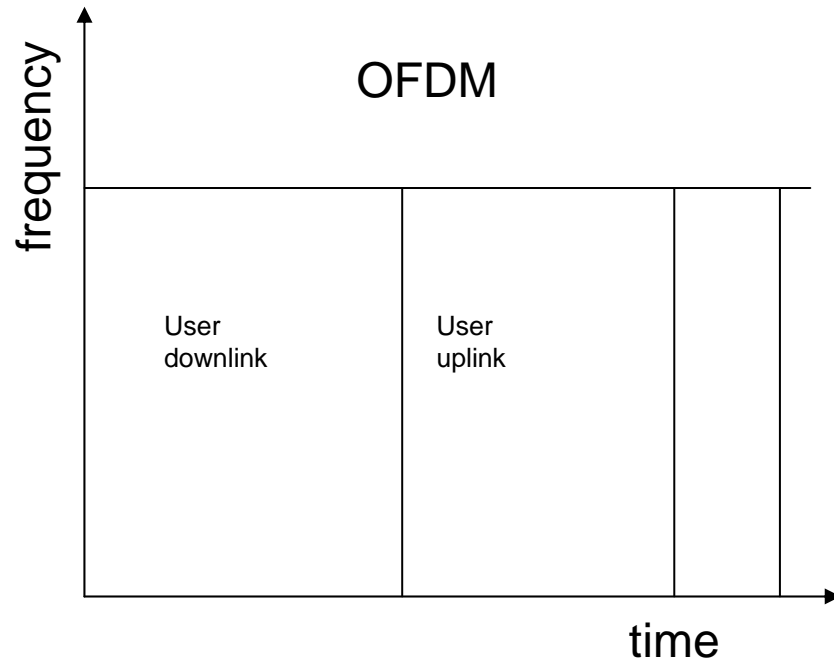 frequency
OFDM
User
downlink
User
uplink
time